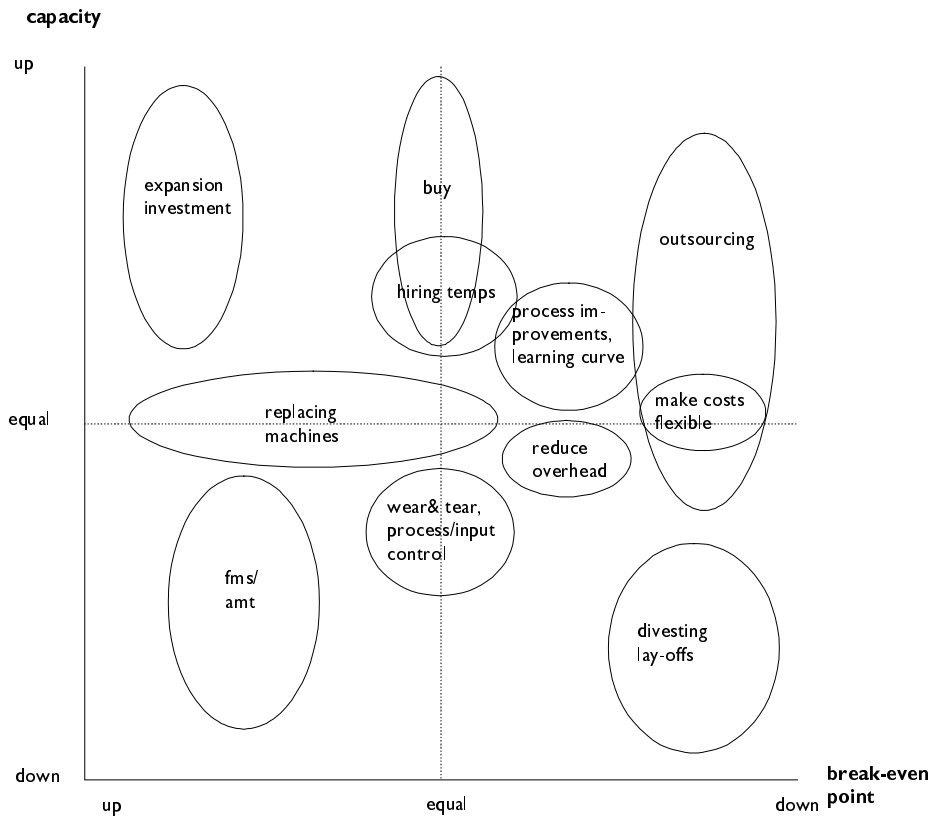 capacity
up
expansion
investment
buy
outsourcing
hiring temps
process im-
provements,
learning curve
make costs
flexible
equal
replacing
machines
reduce
overhead
wear& tear,
process/input
control
fms/
amt
divesting
lay-offs
down
break-even
point
up
equal
down